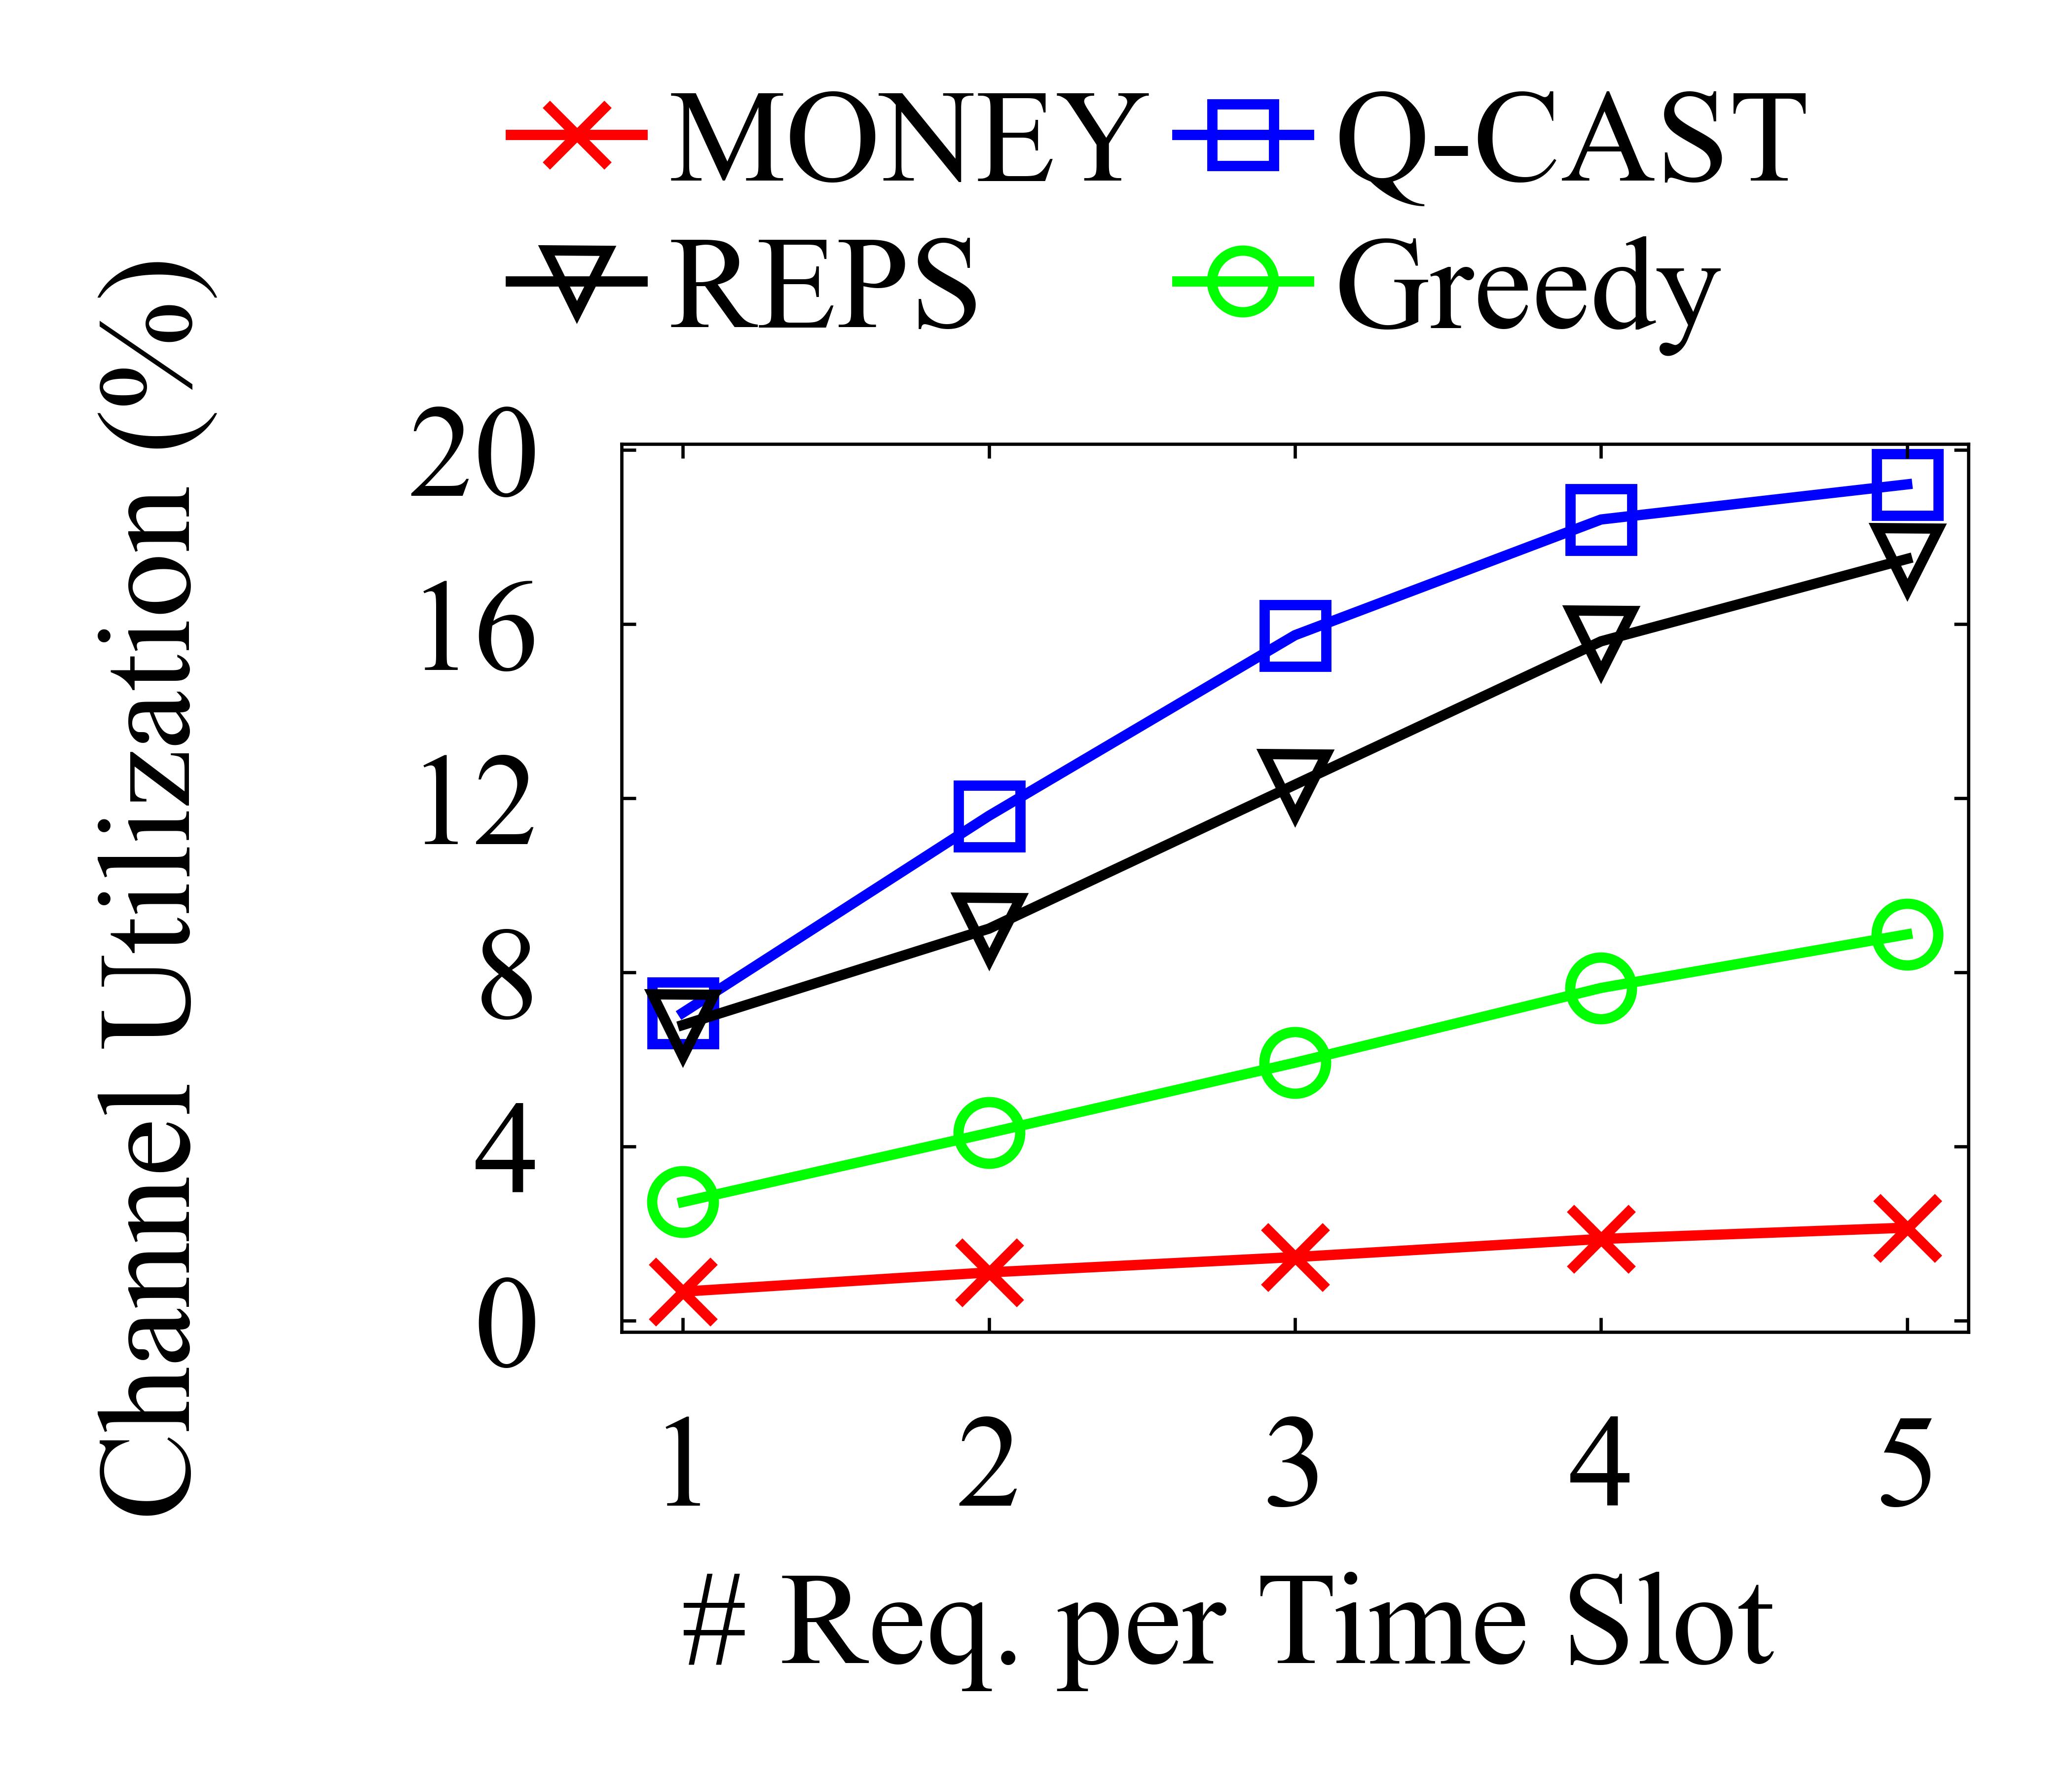 MONEY Q-CAST
REPS Greedy
Channel Utilization (%)
20
16
12
8
4
0
1 2 3 4 5
# Req. per Time Slot